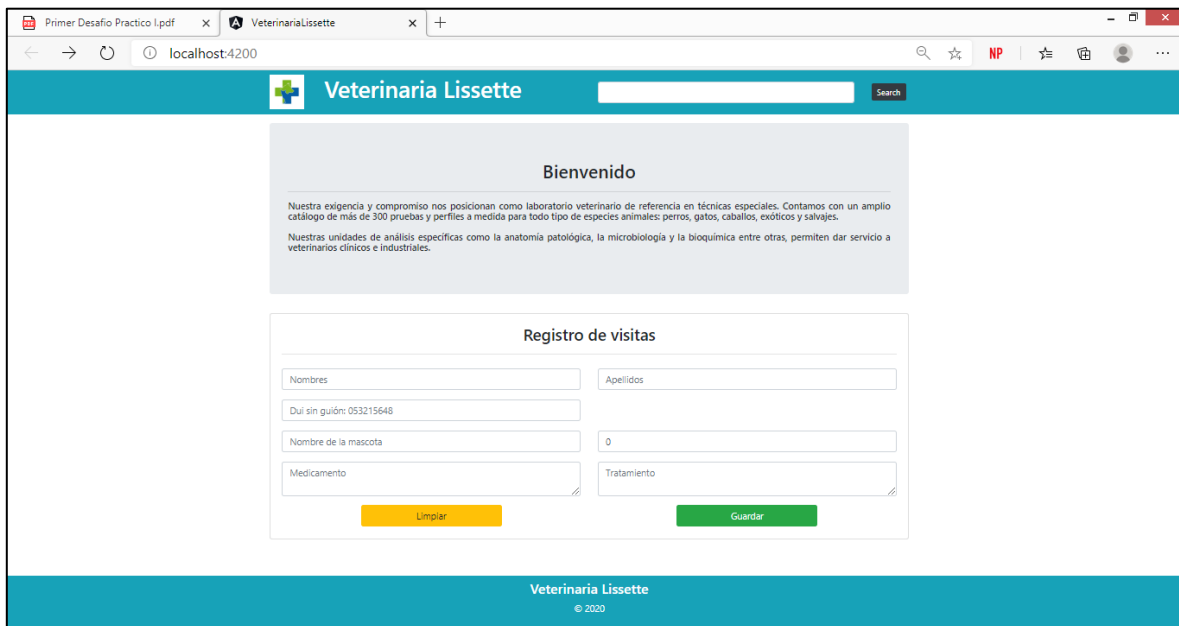 Primer Desafio Practico I.pdf
VeterinariaLissette
localhost:4200
NP
Veterinaria Lissette
Search
Bienvenido
Nuestra exigencia y compromiso nos posicionan como laboratorio veterinario de referencia en técnicas especiales. Contamos con un amplio
catálogo de más de 300 pruebas y perfiles a medida para todo tipo de especies animales: perros, gatos, caballos, exóticos y salvajes.
Nuestras unidades de análisis específicas como la anatomía patológica, la microbiología y la bioquímica entre otras, permiten dar servicio a
veterinarios clínicos e industriales.
Registro de visitas
Nombres
Apellidos
Dui sin guión: 053215648
Nombre de la mascota
0
Medicamento
Tratamiento
Limpiar
Guardar
Veterinaria Lissette
© 2020